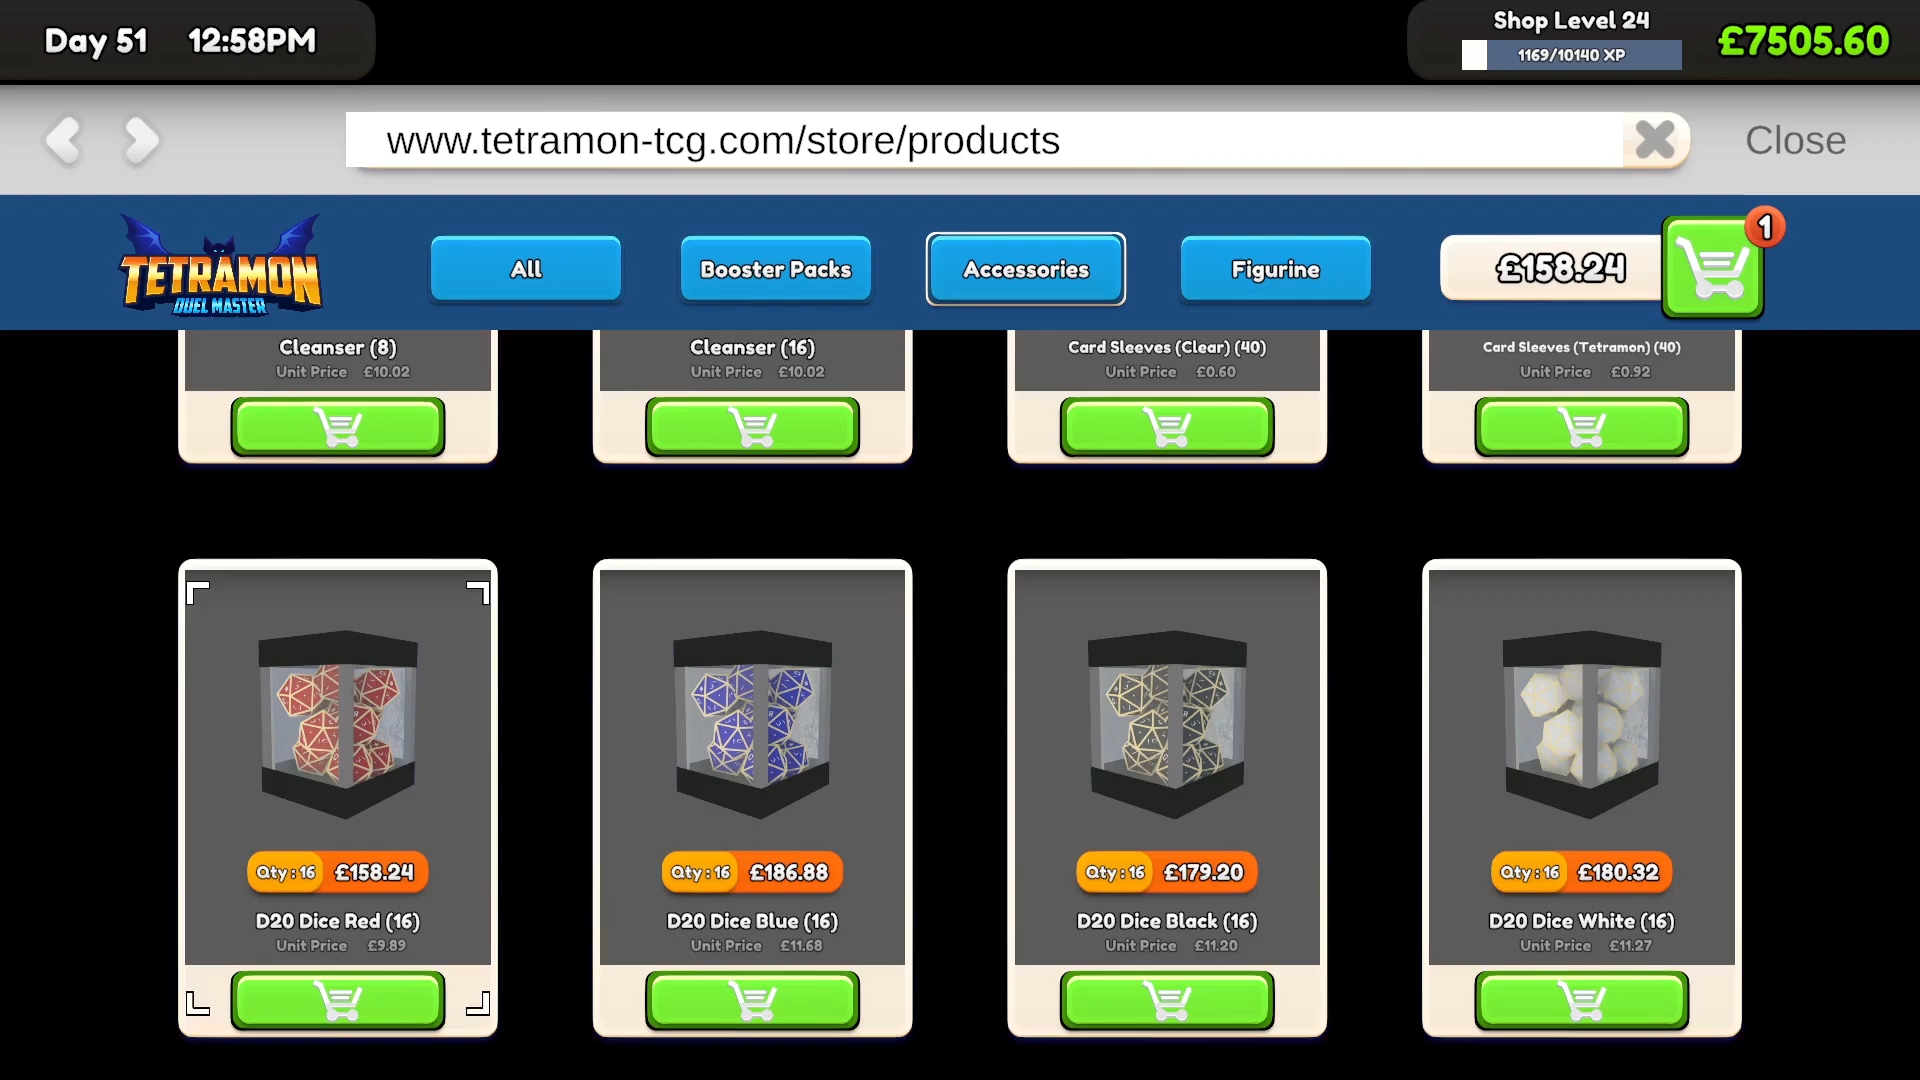 Day 51 12:58PM
Shop Level 24
1169/10140 XP
£7505.60
www.tetramon-tcg.com/store/products
Close
TETRAMON
DUEL MASTER
All
Booster Packs
Accessories
Figurine
£158.24
1
Cleanser (8)
Unit Price £10.02
Cleanser (16)
Unit Price £10.02
Card Sleeves (Clear) (40)
Unit Price £0.60
Card Sleeves (Tetramon) (40)
Unit Price £0.92
Qty : 16 £158.24
D20 Dice Red (16)
Unit Price £9.89
Qty : 16 £186.88
D20 Dice Blue (16)
Unit Price £11.68
Qty : 16 £179.20
D20 Dice Black (16)
Unit Price £11.20
Qty : 16 £180.32
D20 Dice White (16)
Unit Price £11.27